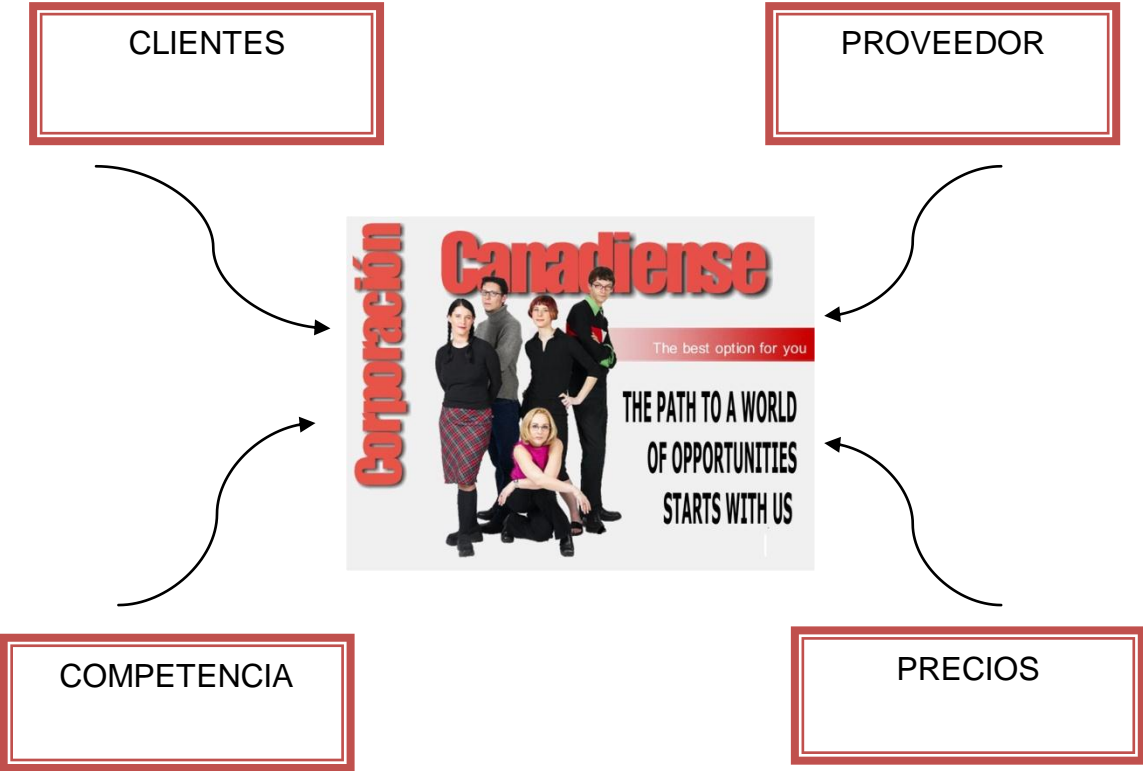 CLIENTES
PROVEEDOR
Corporación
Canadiense
The best option for you
THE PATH TO A WORLD
OF OPPORTUNITIES
STARTS WITH US
COMPETENCIA
PRECIOS